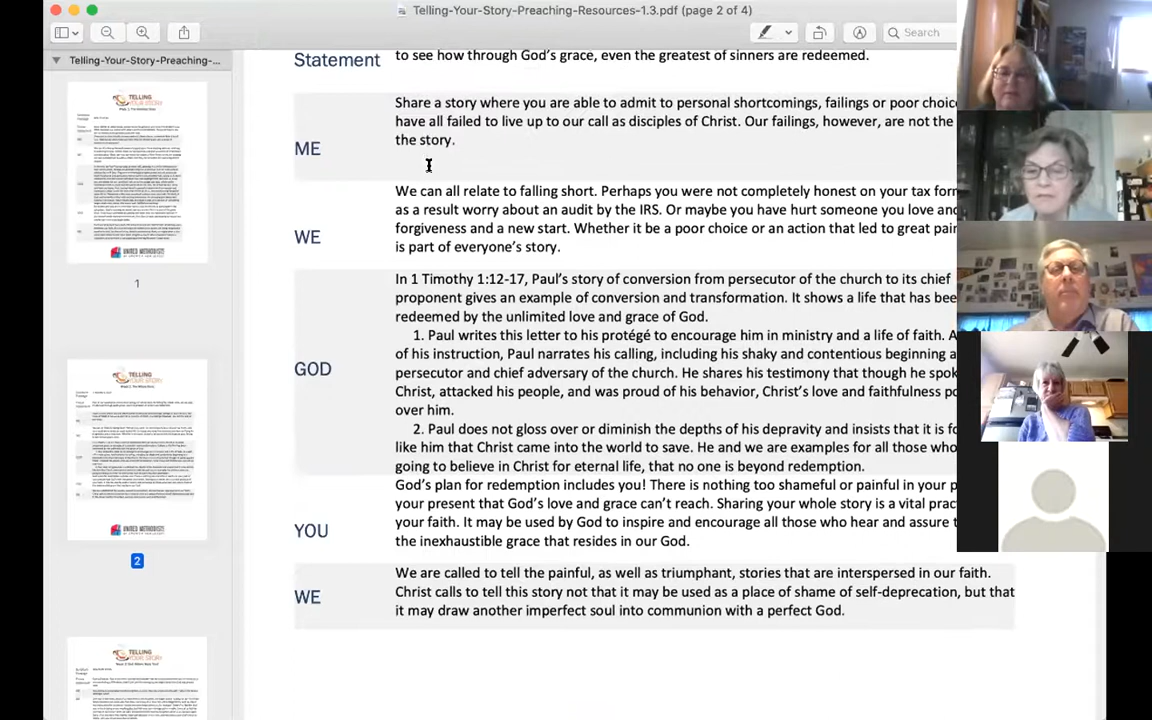 Telling-Your-Story-Preaching-Resources-1.3.pdf (page 2 of 4)
Search
Telling-Your-Story-Preaching-...
TELLING
YOUR STORY
UNITED METHODISTS
1
TELLING
YOUR STORY
UNITED METHODISTS
2
TELLING
YOUR STORY
Statement
to see how through God's grace, even the greatest of sinners are redeemed.
ME
Share a story where you are able to admit to personal shortcomings, failings or poor choic
have all failed to live us to our call as disciples of Christ. Our failings, however, are not the
the story.
WE
We can all relate to falling short. Perhaps you were not completely honest on your tax form
as a result worry about an audit by the IRS. Or maybe you have hurt someone you love and
forgiveness and a new start. Whether it be a poor choice or an action that led to great pain
is part of everyone's story.
GOD
In 1 Timothy 1:12-17, Paul's story of conversion from persecutor of the church to its chief
proponent gives an example of conversion and transformation. It shows a life that has bee
redeemed by the unlimited love and grace of God.
1. Paul writes this letter to his protégé to encourage him in ministry and a life of faith. A
of his instruction, Paul narrates his calling, including his shaky and contentious beginning a
persecutor and chief adversary of the church. He shares his testimony that though he spok
Christ, attacked his people, and was proud of his behavior, Christ's love and faithfulness po
over him.
2. Paul does not gloss over or diminish the depths of his depravity and insists that it is fo
like him that Christ came into the world to save. He and we are examples for all those who
going to believe in Christ for eternal life, that no one is beyond redemption.
YOU
God's plan for redemption includes you! There is nothing too shameful or painful in your p
your present that God's love and grace can't reach. Sharing your whole story is a vital prac
your faith. It may be used by God to inspire and encourage all those who hear and assure t
the inexhaustible grace that resides in our God.
WE
We are called to tell the painful, as well as triumphant, stories that are interspersed in our faith.
Christ calls to tell this story not that it may be used as a place of shame of self-deprecation, but that
it may draw another imperfect soul into communion with a perfect God.